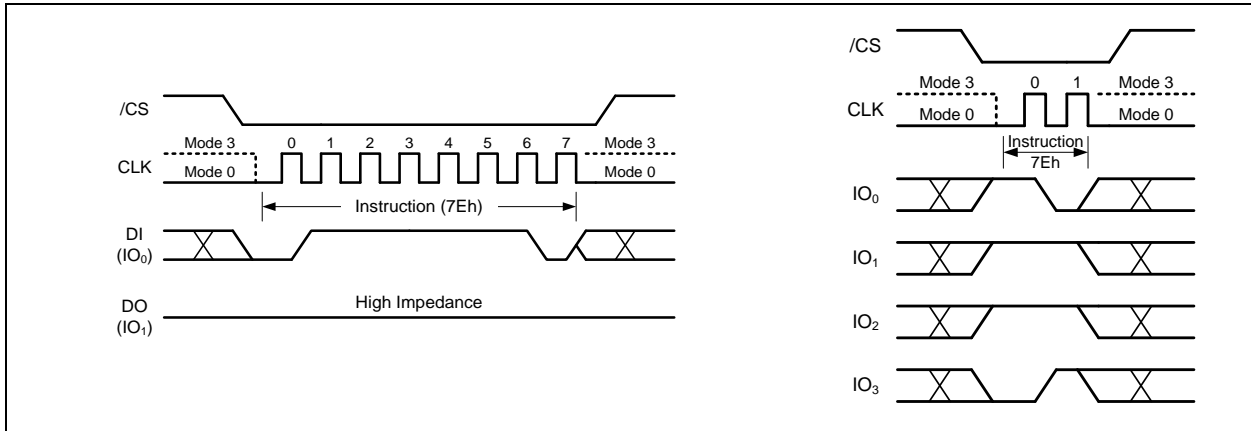 /CS
Mode 3
0 1 2 3 4 5 6 7
Mode 3
CLK
Mode 0
Mode 0
Instruction (7Eh)
DI
(IO₀)
High Impedance
DO
(IO₁)
/CS
Mode 3
0 1
Mode 3
CLK
Mode 0
Mode 0
Instruction
7Eh
IO₀
IO₁
IO₂
IO₃